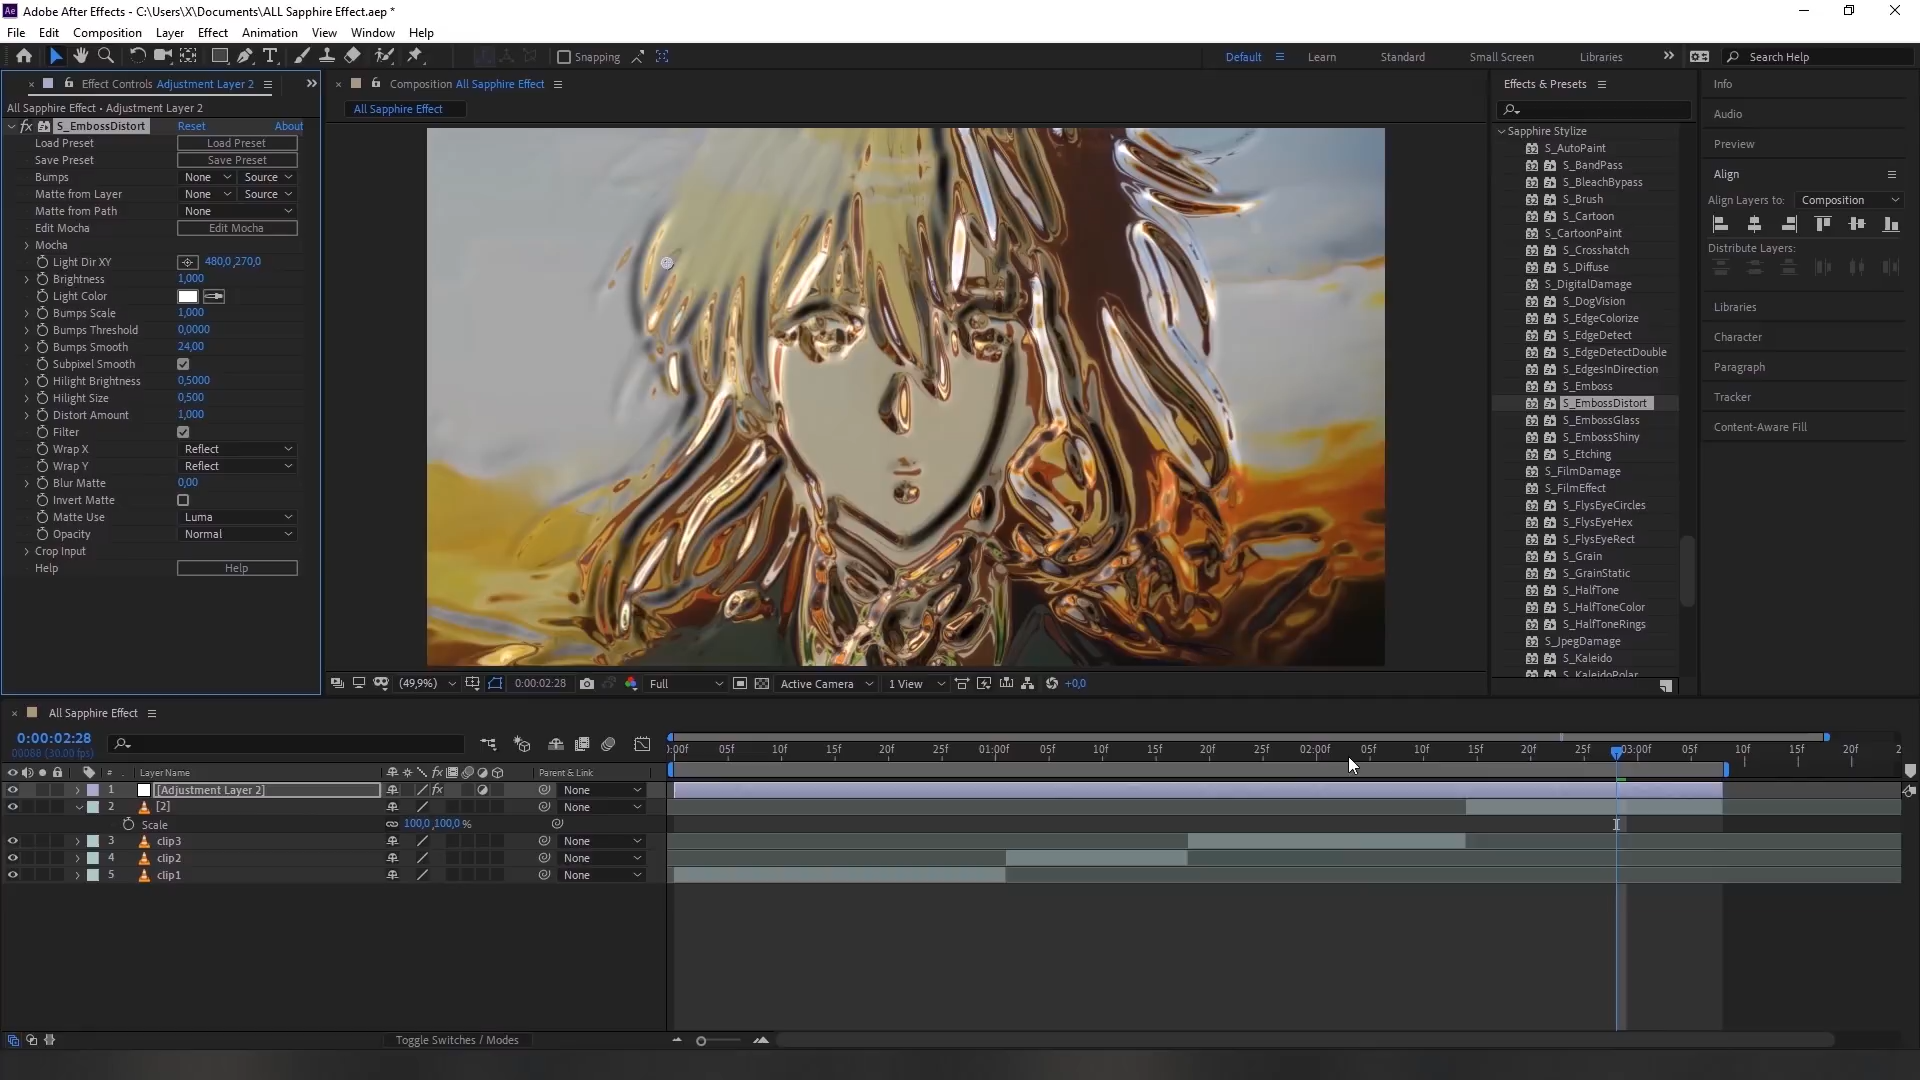 Ae Adobe After Effects - C:\Users\X\Documents\ALL Sapphire Effect.aep *
File Edit Composition Layer Effect Animation View Window Help
Snapping Default Learn Standard Small Screen Libraries Search Help
Effect Controls Adjustment Layer 2
All Sapphire Effect • Adjustment Layer 2
fx S_EmbossDistort Reset About
Load Preset Load Preset
Save Preset Save Preset
Bumps None Source
Matte from Layer None Source
Matte from Path None
Edit Mocha Edit Mocha
Mocha
Light Dir XY 480,0 ,270,0
Brightness 1,000
Light Color
Bumps Scale 1,000
Bumps Threshold 0,0000
Bumps Smooth 24,00
Subpixel Smooth
Hilight Brightness 0,5000
Hilight Size 0,500
Distort Amount 1,000
Filter
Wrap X Reflect
Wrap Y Reflect
Blur Matte 0,00
Invert Matte
Matte Use Luma
Opacity Normal
Crop Input
Help Help
Composition All Sapphire Effect
All Sapphire Effect
(49,9%) 0:00:02:28 Full Active Camera 1 View +0,0
Effects & Presets
Sapphire Stylize
S_AutoPaint
S_BandPass
S_BleachBypass
S_Brush
S_Cartoon
S_CartoonPaint
S_Crosshatch
S_Diffuse
S_DigitalDamage
S_DogVision
S_EdgeColorize
S_EdgeDetect
S_EdgeDetectDouble
S_EdgesInDirection
S_Emboss
S_EmbossDistort
S_EmbossGlass
S_EmbossShiny
S_Etching
S_FilmDamage
S_FilmEffect
S_FlysEyeCircles
S_FlysEyeHex
S_FlysEyeRect
S_Grain
S_GrainStatic
S_HalfTone
S_HalfToneColor
S_HalfToneRings
S_JpegDamage
S_Kaleido
S_KaleidoPolar
Info
Audio
Preview
Align
Align Layers to: Composition
Distribute Layers:
Libraries
Character
Paragraph
Tracker
Content-Aware Fill
All Sapphire Effect
0:00:02:28
00088 (30.00 fps)
):00f 05f 10f 15f 20f 25f 01:00f 05f 10f 15f 20f 25f 02:00f 05f 10f 15f 20f 25f 03:00f 05f 10f 15f 20f 2
# Layer Name fx Parent & Link
1 [Adjustment Layer 2] fx None
2 [2] None
Scale 100,0 ,100,0 %
3 clip3 None
4 clip2 None
5 clip1 None
Toggle Switches / Modes